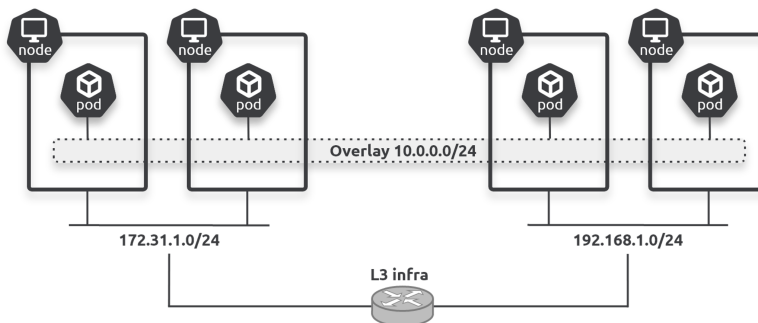 node
node
node
node
pod
pod
pod
pod
Overlay 10.0.0.0/24
172.31.1.0/24
192.168.1.0/24
L3 infra